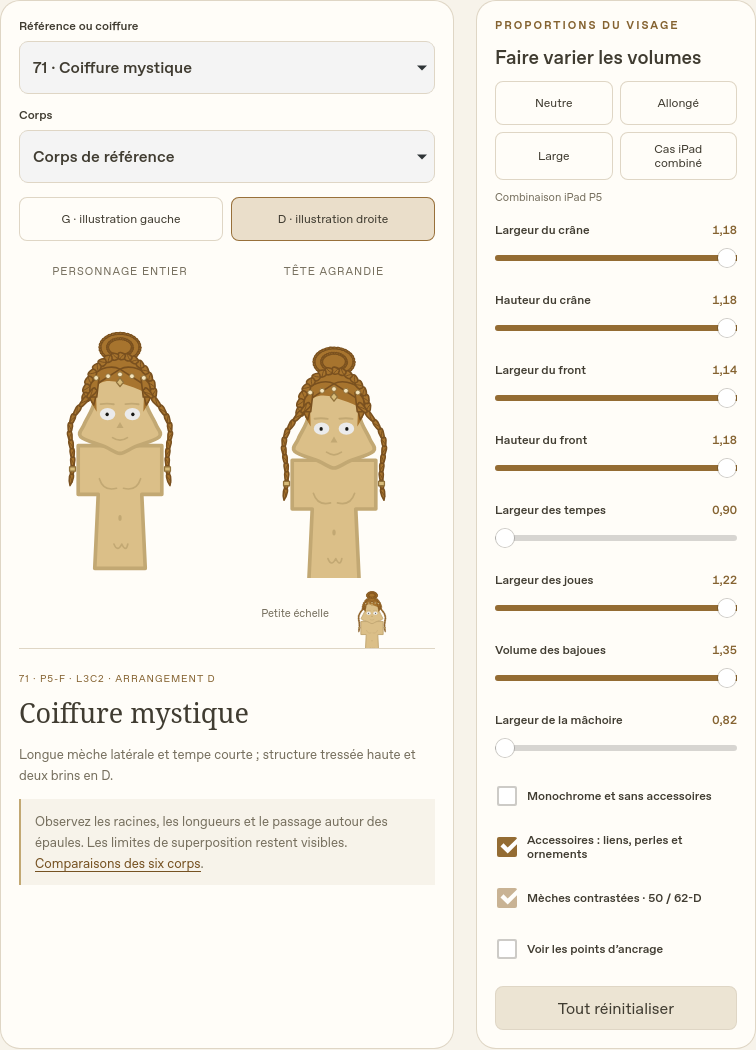 Référence ou coiffure
71 · Coiffure mystique
Corps
Corps de référence
G · illustration gauche
D · illustration droite
PERSONNAGE ENTIER
TÊTE AGRANDIE
Petite échelle
71 · P5-F · L3C2 · ARRANGEMENT D
Coiffure mystique
Longue mèche latérale et tempe courte ; structure tressée haute et
deux brins en D.
Observez les racines, les longueurs et le passage autour des
épaules. Les limites de superposition restent visibles.
Comparaisons des six corps.
PROPORTIONS DU VISAGE
Faire varier les volumes
Neutre
Allongé
Large
Cas iPad
combiné
Combinaison iPad P5
Largeur du crâne 1,18
Hauteur du crâne 1,18
Largeur du front 1,14
Hauteur du front 1,18
Largeur des tempes 0,90
Largeur des joues 1,22
Volume des bajoues 1,35
Largeur de la mâchoire 0,82
Monochrome et sans accessoires
Accessoires : liens, perles et
ornements
Mèches contrastées · 50 / 62-D
Voir les points d’ancrage
Tout réinitialiser